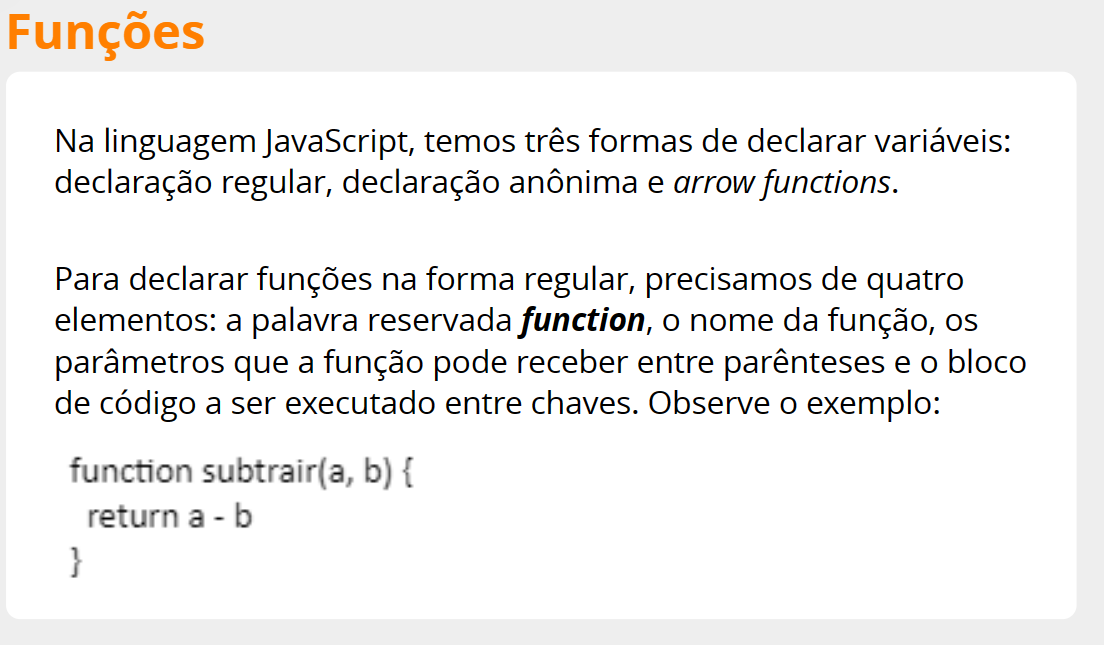 Funções
Na linguagem JavaScript, temos três formas de declarar variáveis:
declaração regular, declaração anônima e arrow functions.
Para declarar funções na forma regular, precisamos de quatro
elementos: a palavra reservada function, o nome da função, os
parâmetros que a função pode receber entre parênteses e o bloco
de código a ser executado entre chaves. Observe o exemplo:
function subtrair(a, b) {
return a - b
}